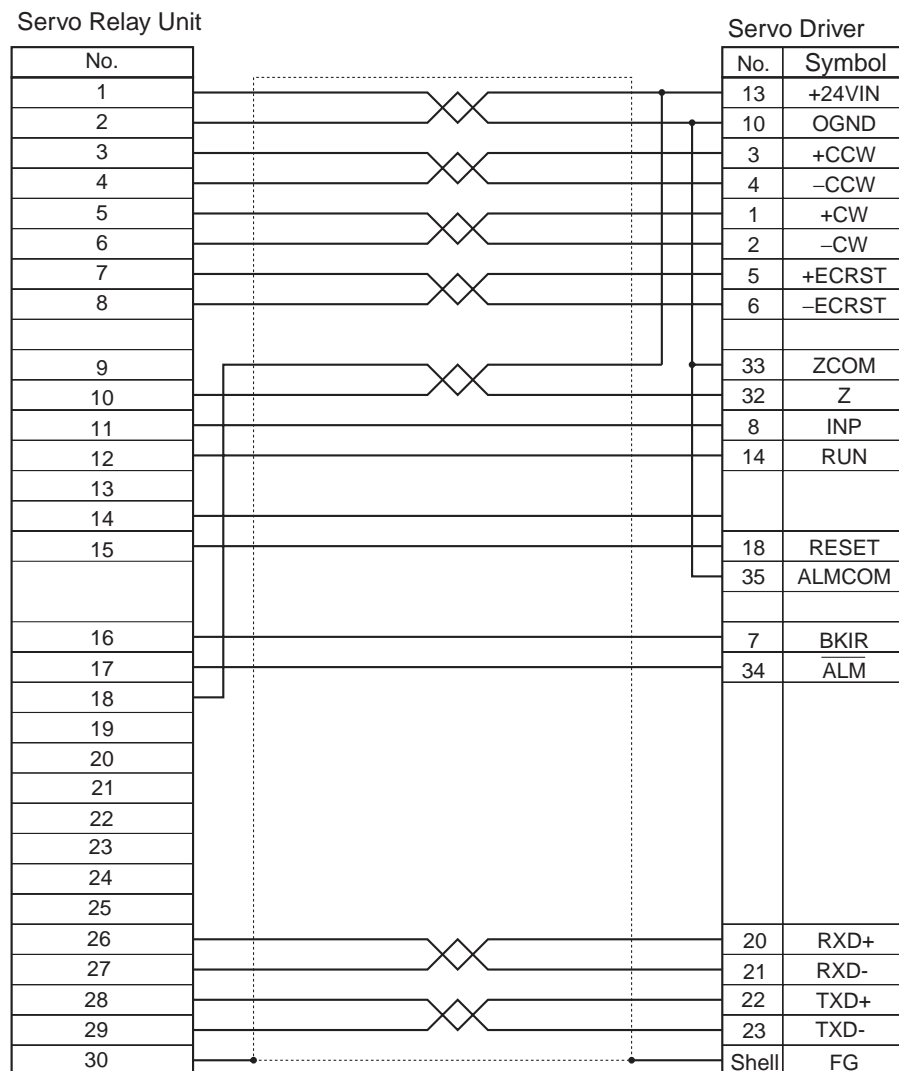 Servo Relay Unit
Servo Driver
No.
No. Symbol
1 13 +24VIN
2 10 OGND
3 3 +CCW
4 4 −CCW
5 1 +CW
6 2 −CW
7 5 +ECRST
8 6 −ECRST
9 33 ZCOM
10 32 Z
11 8 INP
12 14 RUN
13
14
15 18 RESET
35 ALMCOM
16 7 BKIR
17 34 ALM
18
19
20
21
22
23
24
25
26 20 RXD+
27 21 RXD-
28 22 TXD+
29 23 TXD-
30 Shell FG